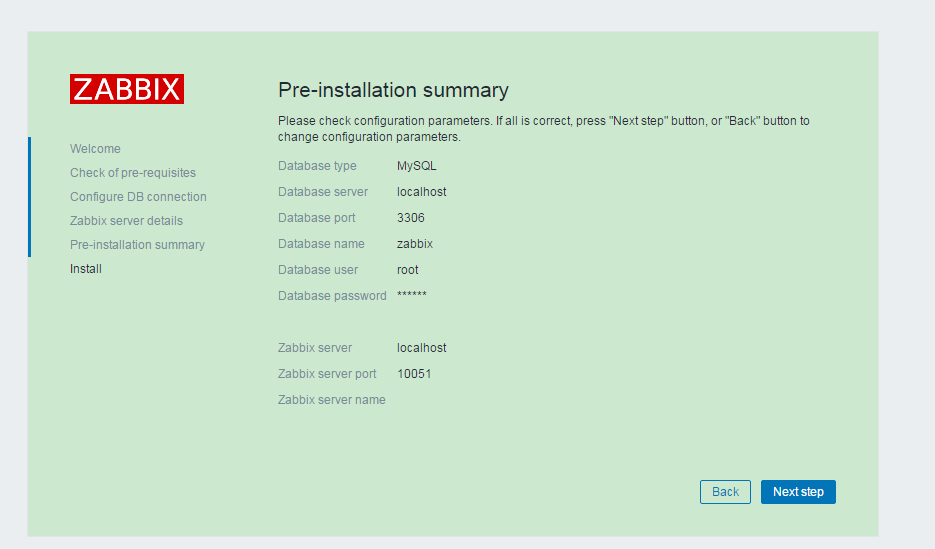 ZABBIX
Welcome
Check of pre-requisites
Configure DB connection
Zabbix server details
Pre-installation summary
Install
Pre-installation summary
Please check configuration parameters. If all is correct, press "Next step" button, or "Back" button to
change configuration parameters.
Database type MySQL
Database server localhost
Database port 3306
Database name zabbix
Database user root
Database password ******
Zabbix server localhost
Zabbix server port 10051
Zabbix server name
Back Next step